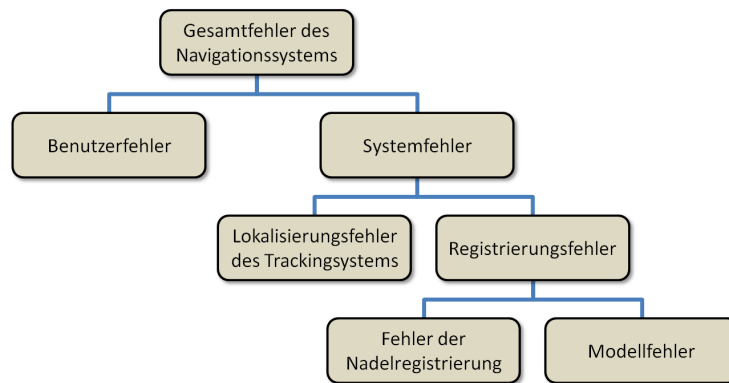 Gesamtfehler des
Navigationssystems
Benutzerfehler
Systemfehler
Lokalisierungsfehler
des Trackingsystems
Registrierungsfehler
Fehler der
Nadelregistrierung
Modellfehler